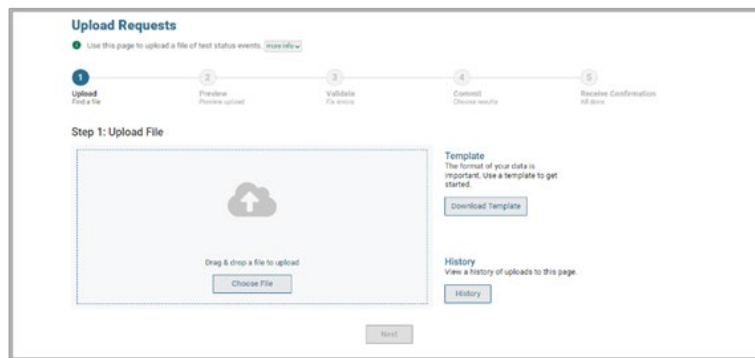 Upload Requests
Use this page to upload a file of test status events. more info
1
2
3
4
5
Upload
Preview
Validate
Commit
Receive Confirmation
Find a file
Preview upload
Fix errors
Choose results
All done
Step 1: Upload File
Template
The format of your data is
important. Use a template to get
started.
Download Template
Drag & drop a file to upload
Choose File
History
View a history of uploads to this page.
History
Next